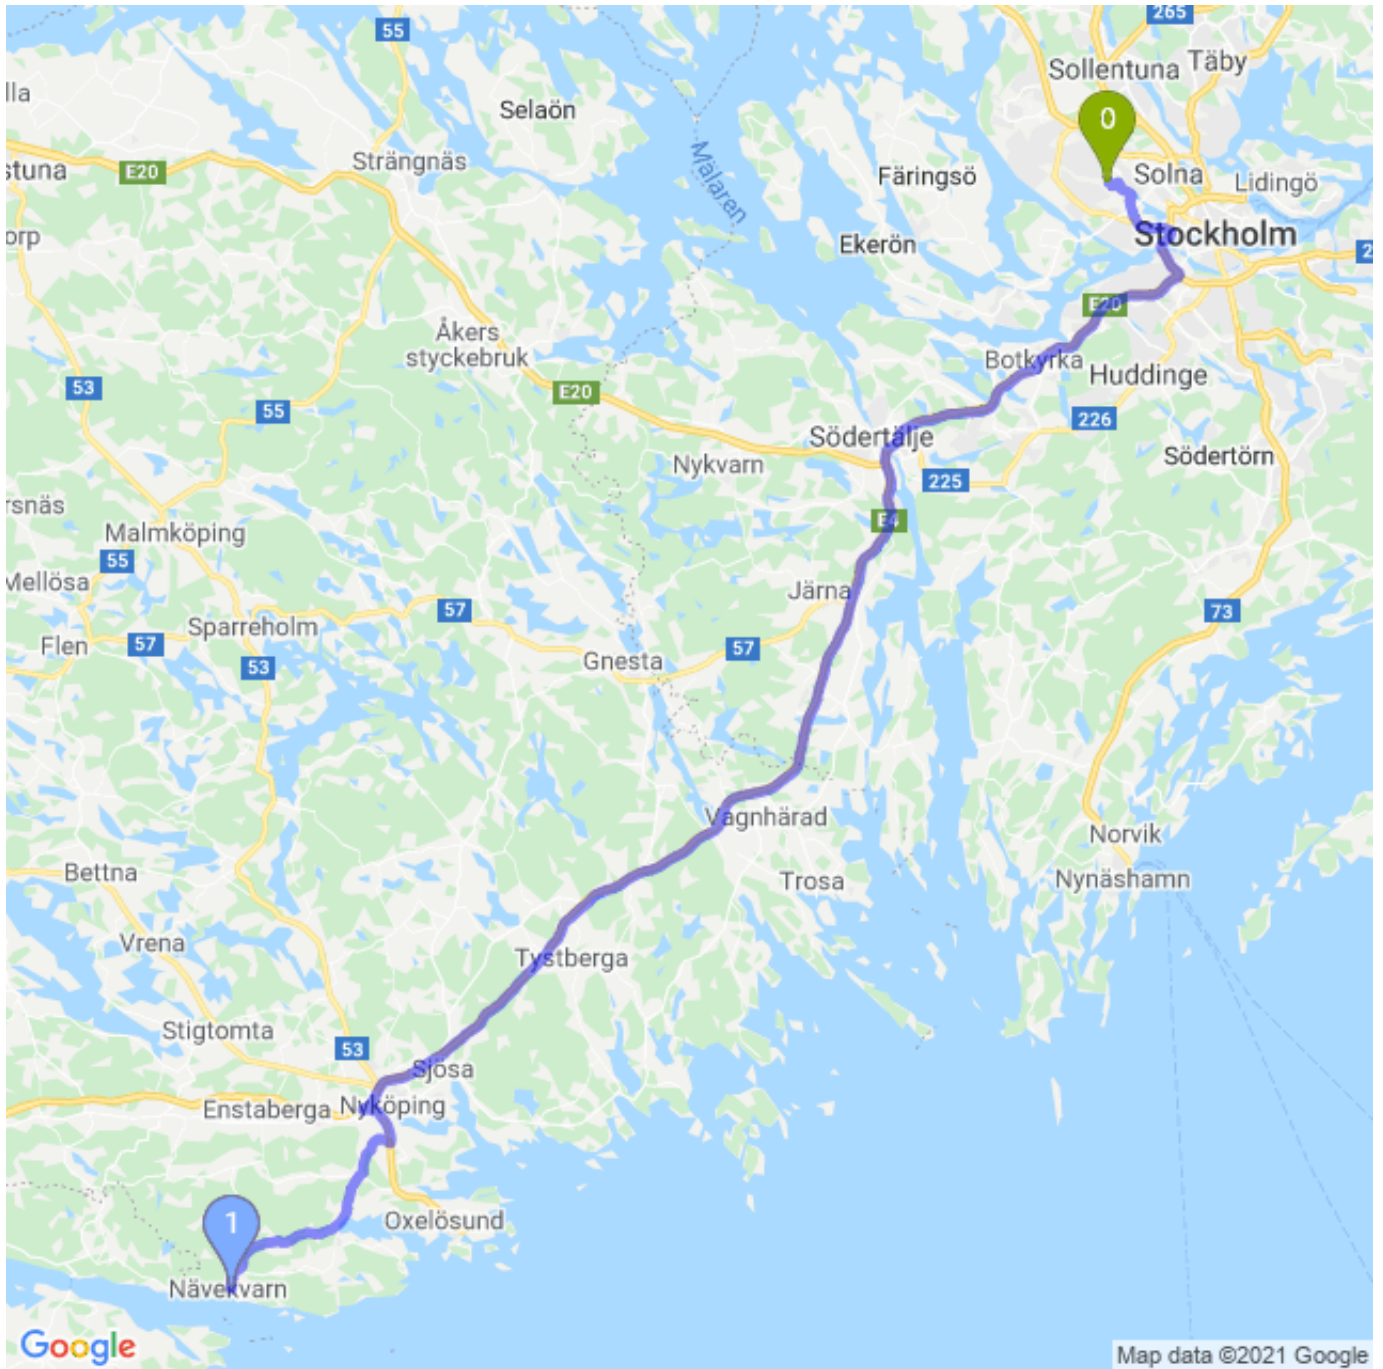 265
55
Täby
Sollentuna
lla
Selaön
0
Strängnäs
stuna
E20
Mälaren
Färingsö
Solna
Lidingö
orp
Ekerön
Stockholm
2
E20
Åkers
styckebruk
Botkyrka
Huddinge
53
E20
55
226
Södertälje
Nykvarn
Södertörn
225
rsnäs
E4
Malmköping
55
Mellösa
Järna
57
73
Sparreholm
Flen
57
57
Gnesta
53
Vagnhärad
Norvik
Bettna
Trosa
Nynäshamn
Vrena
Tystberga
Stigtomta
53
Sjösa
Enstaberga
Nyköping
1
Oxelösund
Nävekvarn
Google
Map data ©2021 Google